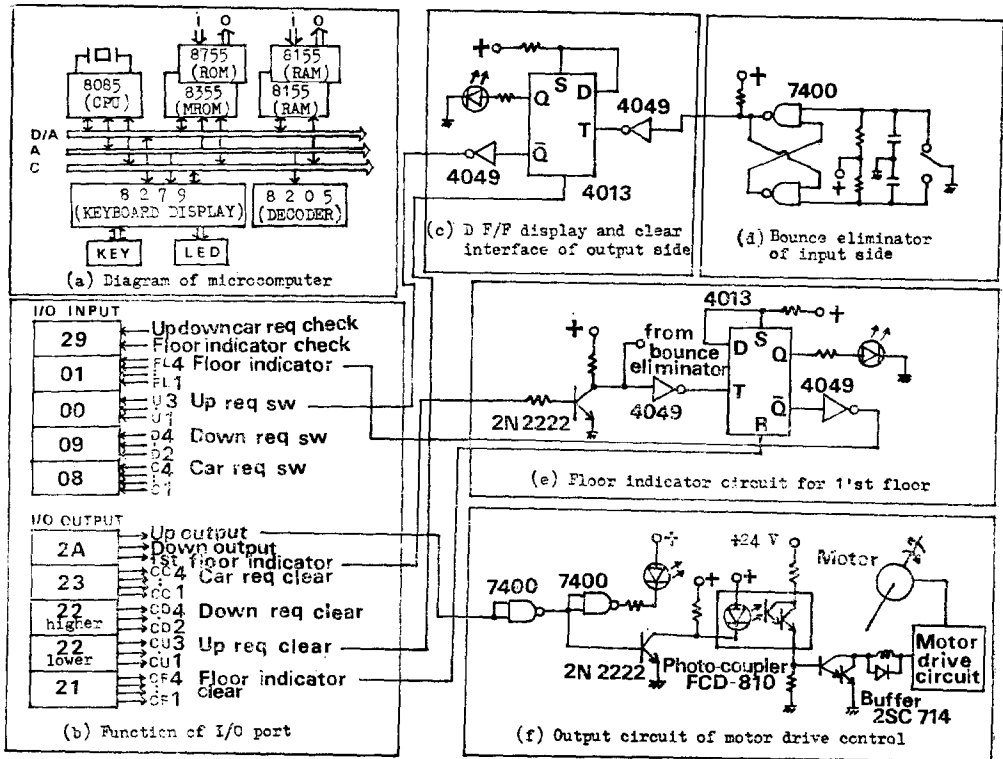 i o i o
8085
(CPU)
8755
(ROM)
8355
(MROM)
8155
(RAM)
8155
(RAM)
D/A
A
C
8279
(KEYBOARD DISPLAY)
8205
(DECODER)
KEY
LED
(a) Diagram of microcomputer
I/O INPUT
29
Updowncar req check
Floor indicator check
01
FL4 Floor indicator
FL1
00
U3 Up req sw
U1
09
D4 Down req sw
D2
08
C4 Car req sw
C1
I/O OUTPUT
2A
Up output
Down output
1st floor indicator
23
CC4 Car req clear
CC1
22
higher
CD4 Down req clear
CD2
22
lower
CU3 Up req clear
CU1
21
CF4 Floor indicator
clear
CF1
(b) Function of I/O port
+
S
D
Q
T
Q̄
4049
4049
4013
(c) D F/F display and clear
interface of output side
+
7400
+
(d) Bounce eliminator
of input side
+
from
bounce
eliminator
2N 2222
4049
4013
+
D
S
Q
T
Q̄
R
4049
(e) Floor indicator circuit for 1'st floor
7400
7400
+
2N 2222
+
+
+24 V
Photo-coupler
FCD-810
Motor
Motor
drive
circuit
Buffer
2SC 714
(f) Output circuit of motor drive control